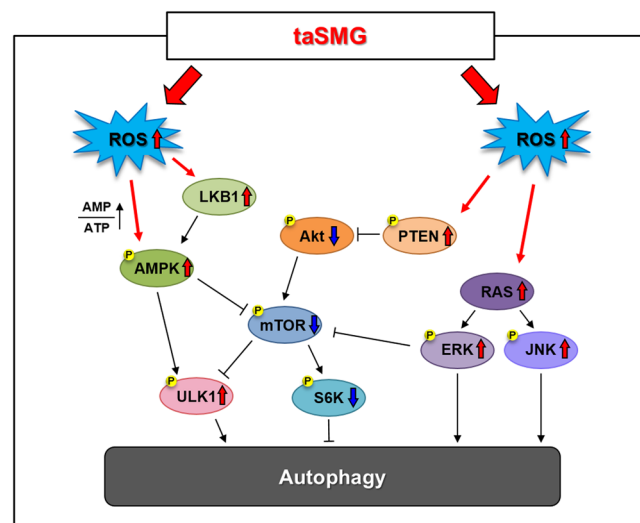 taSMG
ROS
ROS
LKB1
AMP
ATP
P
Akt
P
PTEN
P
AMPK
RAS
P
mTOR
P
ERK
P
JNK
P
ULK1
P
S6K
Autophagy